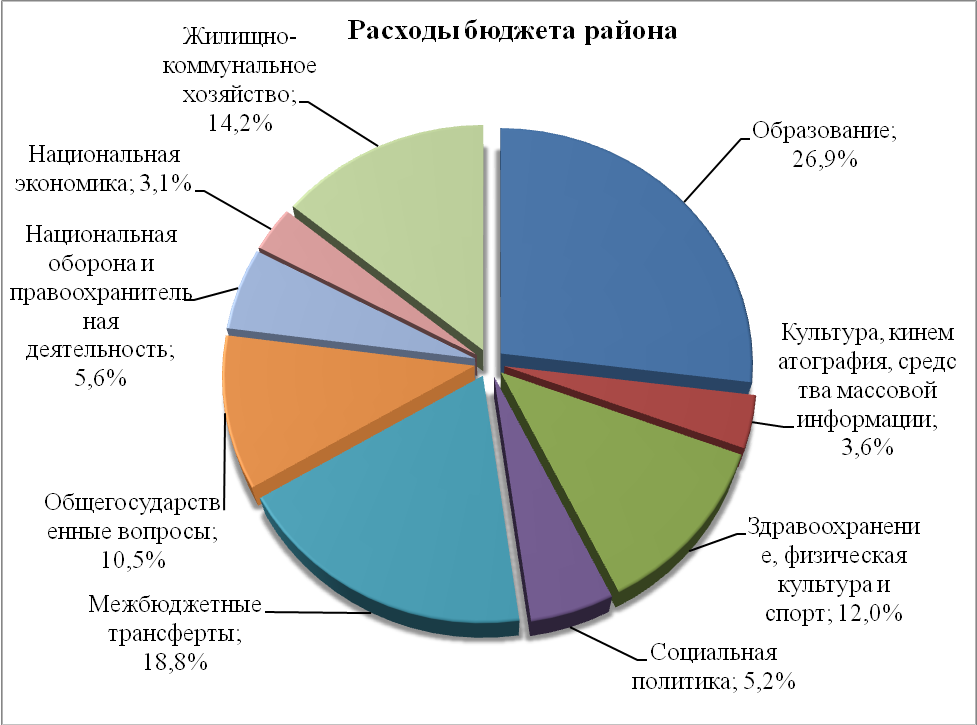 Расходы бюджета района
Жилищно-
коммунальное
хозяйство;
14,2%
Образование;
26,9%
Национальная
экономика; 3,1%
Национальная
оборона и
правоохранитель
ная
деятельность;
5,6%
Культура, кинем
атография, средс
тва массовой
информации;
3,6%
Общегосударств
енные вопросы;
10,5%
Здравоохранени
е, физическая
культура и
спорт; 12,0%
Межбюджетные
трансферты;
18,8%
Социальная
политика; 5,2%